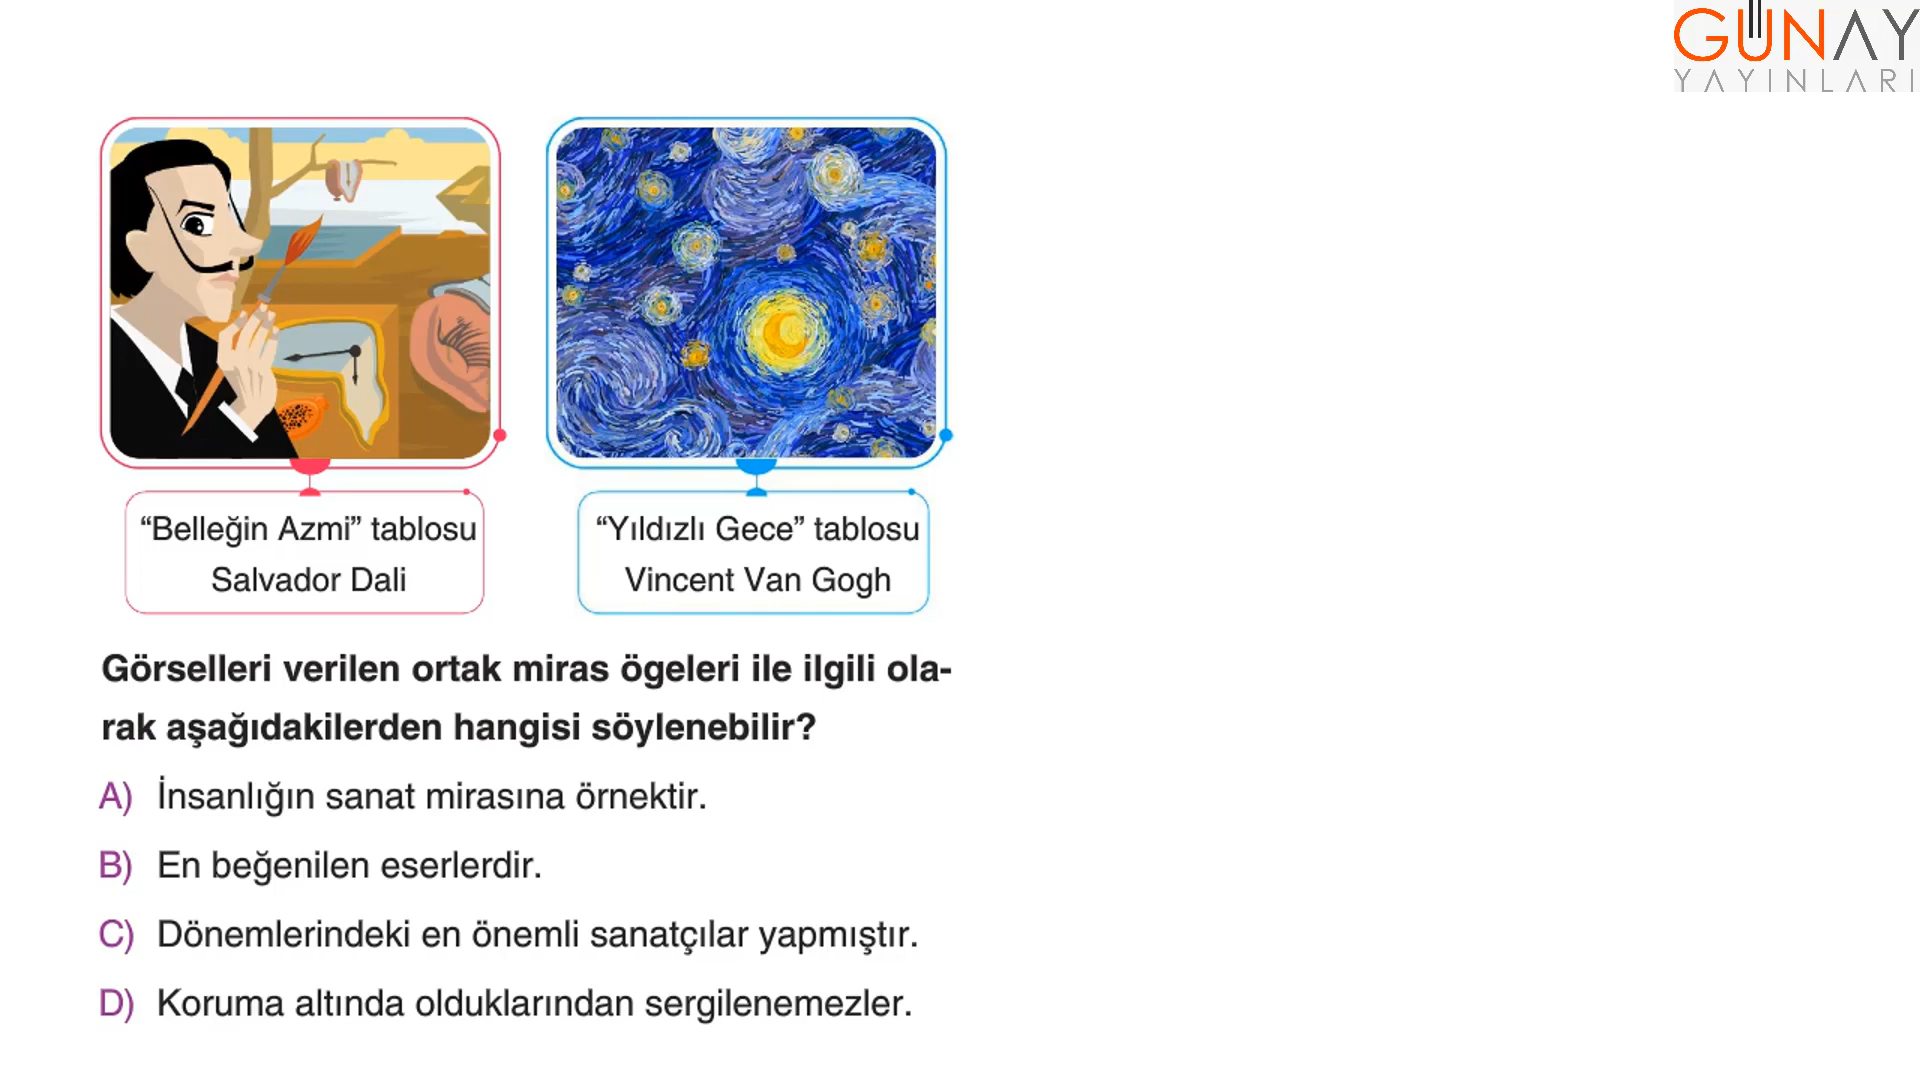 GÜNAY
YAYINLARI
“Belleğin Azmi” tablosu
Salvador Dali
“Yıldızlı Gece” tablosu
Vincent Van Gogh
Görselleri verilen ortak miras ögeleri ile ilgili ola-
rak aşağıdakilerden hangisi söylenebilir?
A) İnsanlığın sanat mirasına örnektir.
B) En beğenilen eserlerdir.
C) Dönemlerindeki en önemli sanatçılar yapmıştır.
D) Koruma altında olduklarından sergilenemezler.